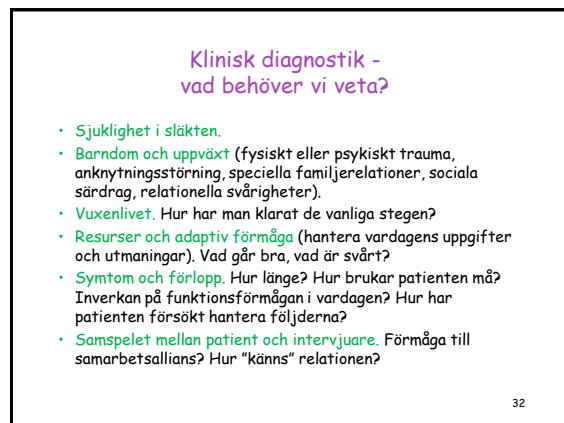 Klinisk diagnostik -
vad behöver vi veta?
• Sjuklighet i släkten.
• Barndom och uppväxt (fysiskt eller psykiskt trauma,
anknytningsstörning, speciella familjerelationer, sociala
särdrag, relationella svårigheter).
• Vuxenlivet. Hur har man klarat de vanliga stegen?
• Resurser och adaptiv förmåga (hantera vardagens uppgifter
och utmaningar). Vad går bra, vad är svårt?
• Symtom och förlopp. Hur länge? Hur brukar patienten må?
Inverkan på funktionsförmågan i vardagen? Hur har
patienten försökt hantera följderna?
• Samspelet mellan patient och intervjuare. Förmåga till
samarbetsallians? Hur ”känns” relationen?
32